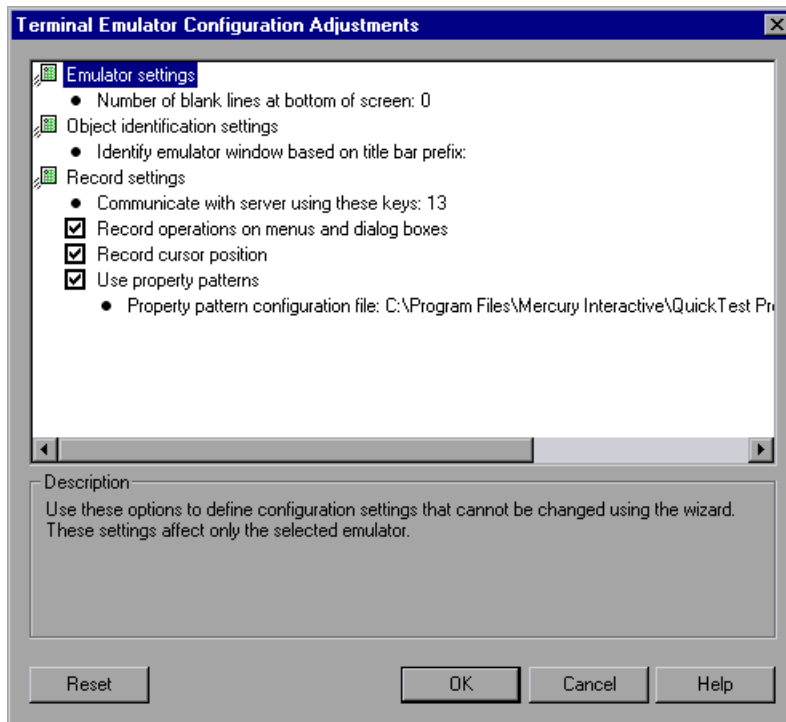 Terminal Emulator Configuration Adjustments
Emulator settings
Number of blank lines at bottom of screen: 0
Object identification settings
Identify emulator window based on title bar prefix:
Record settings
Communicate with server using these keys: 13
Record operations on menus and dialog boxes
Record cursor position
Use property patterns
Property pattern configuration file: C:\Program Files\Mercury Interactive\QuickTest Pr
Description
Use these options to define configuration settings that cannot be changed using the wizard.
These settings affect only the selected emulator.
Reset OK Cancel Help